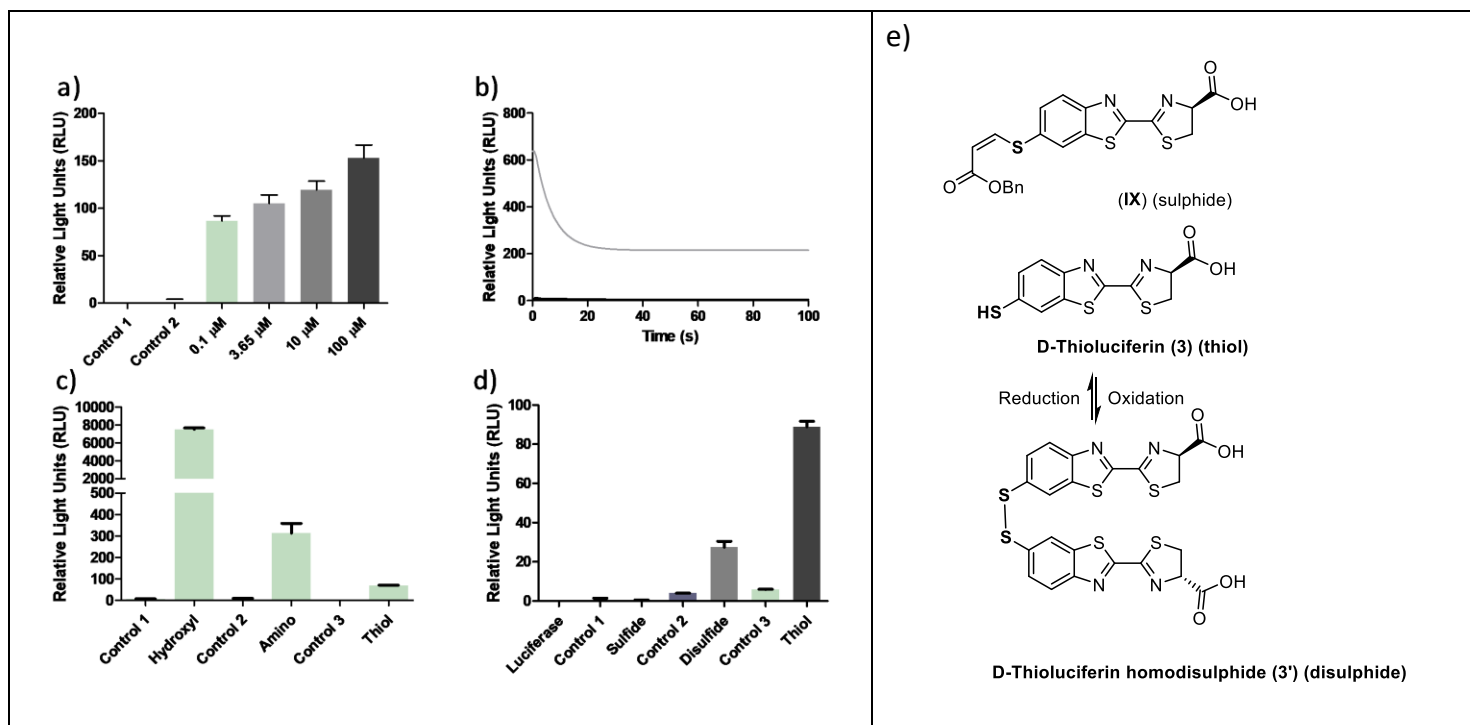 a)
Relative Light Units (RLU)
200
150
100
50
0
Control 1
Control 2
0.1 µM
3.65 µM
10 µM
100 µM
b)
Relative Light Units (RLU)
800
600
400
200
0
0 20 40 60 80 100
Time (s)
c)
Relative Light Units (RLU)
10000
8000
6000
4000
2000
500
400
300
200
100
0
Control 1
Hydroxyl
Control 2
Amino
Control 3
Thiol
d)
Relative Light Units (RLU)
100
80
60
40
20
0
Luciferase
Control 1
Sulfide
Control 2
Disulfide
Control 3
Thiol
e)
O
N N OH
S S S
O OBn
(IX) (sulphide)
O
N N OH
HS S S
D-Thioluciferin (3) (thiol)
Reduction Oxidation
O
N N OH
S S S
S S S
N N OH
O
D-Thioluciferin homodisulphide (3') (disulphide)